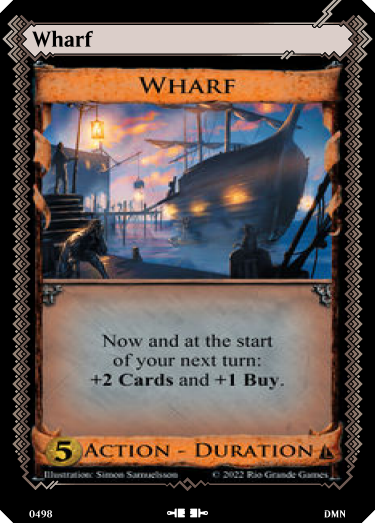 Wharf
WHARF
Now and at the start
of your next turn:
+2 Cards and +1 Buy.
5 ACTION - DURATION
Illustration: Simon Samuelsson © 2022 Rio Grande Games
0498 DMN